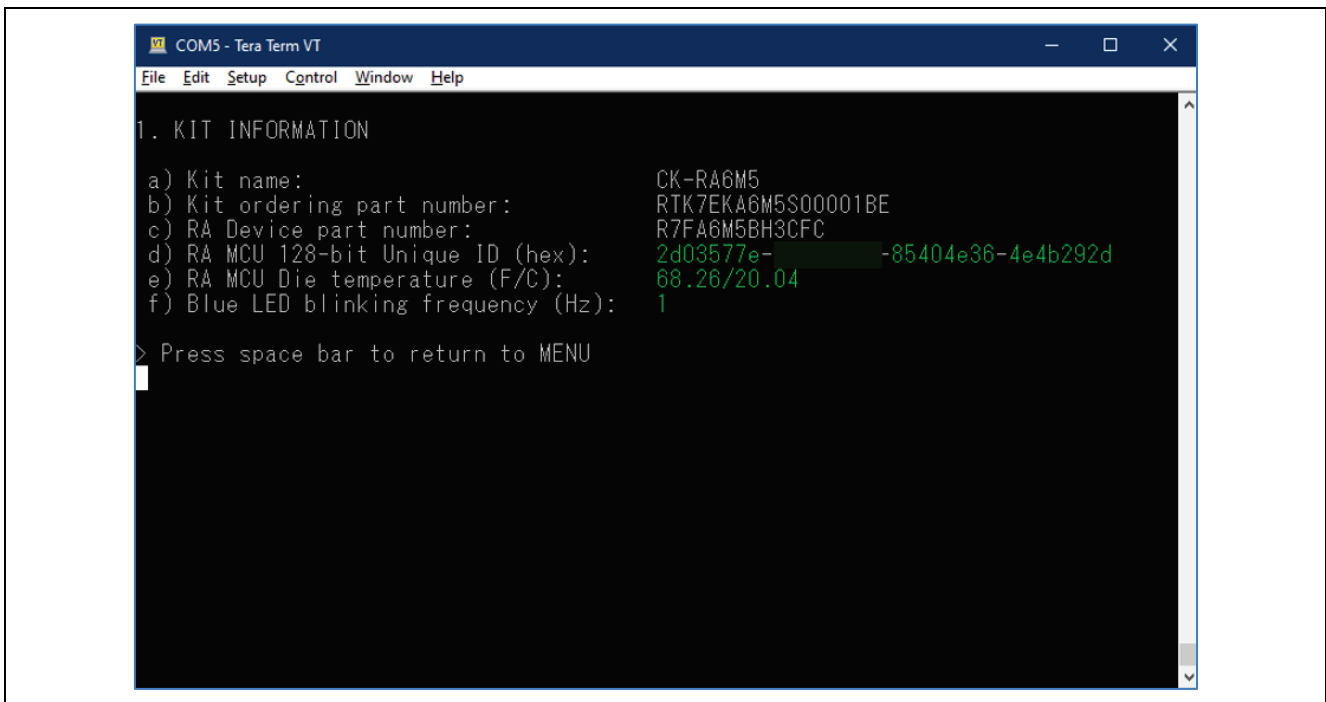 COM5 - Tera Term VT
File Edit Setup Control Window Help
1. KIT INFORMATION
a) Kit name: CK-RA6M5
b) Kit ordering part number: RTK7EKA6M5S00001BE
c) RA Device part number: R7FA6M5BH3CFC
d) RA MCU 128-bit Unique ID (hex): 2d03577e- -85404e36-4e4b292d
e) RA MCU Die temperature (F/C): 68.26/20.04
f) Blue LED blinking frequency (Hz): 1
> Press space bar to return to MENU